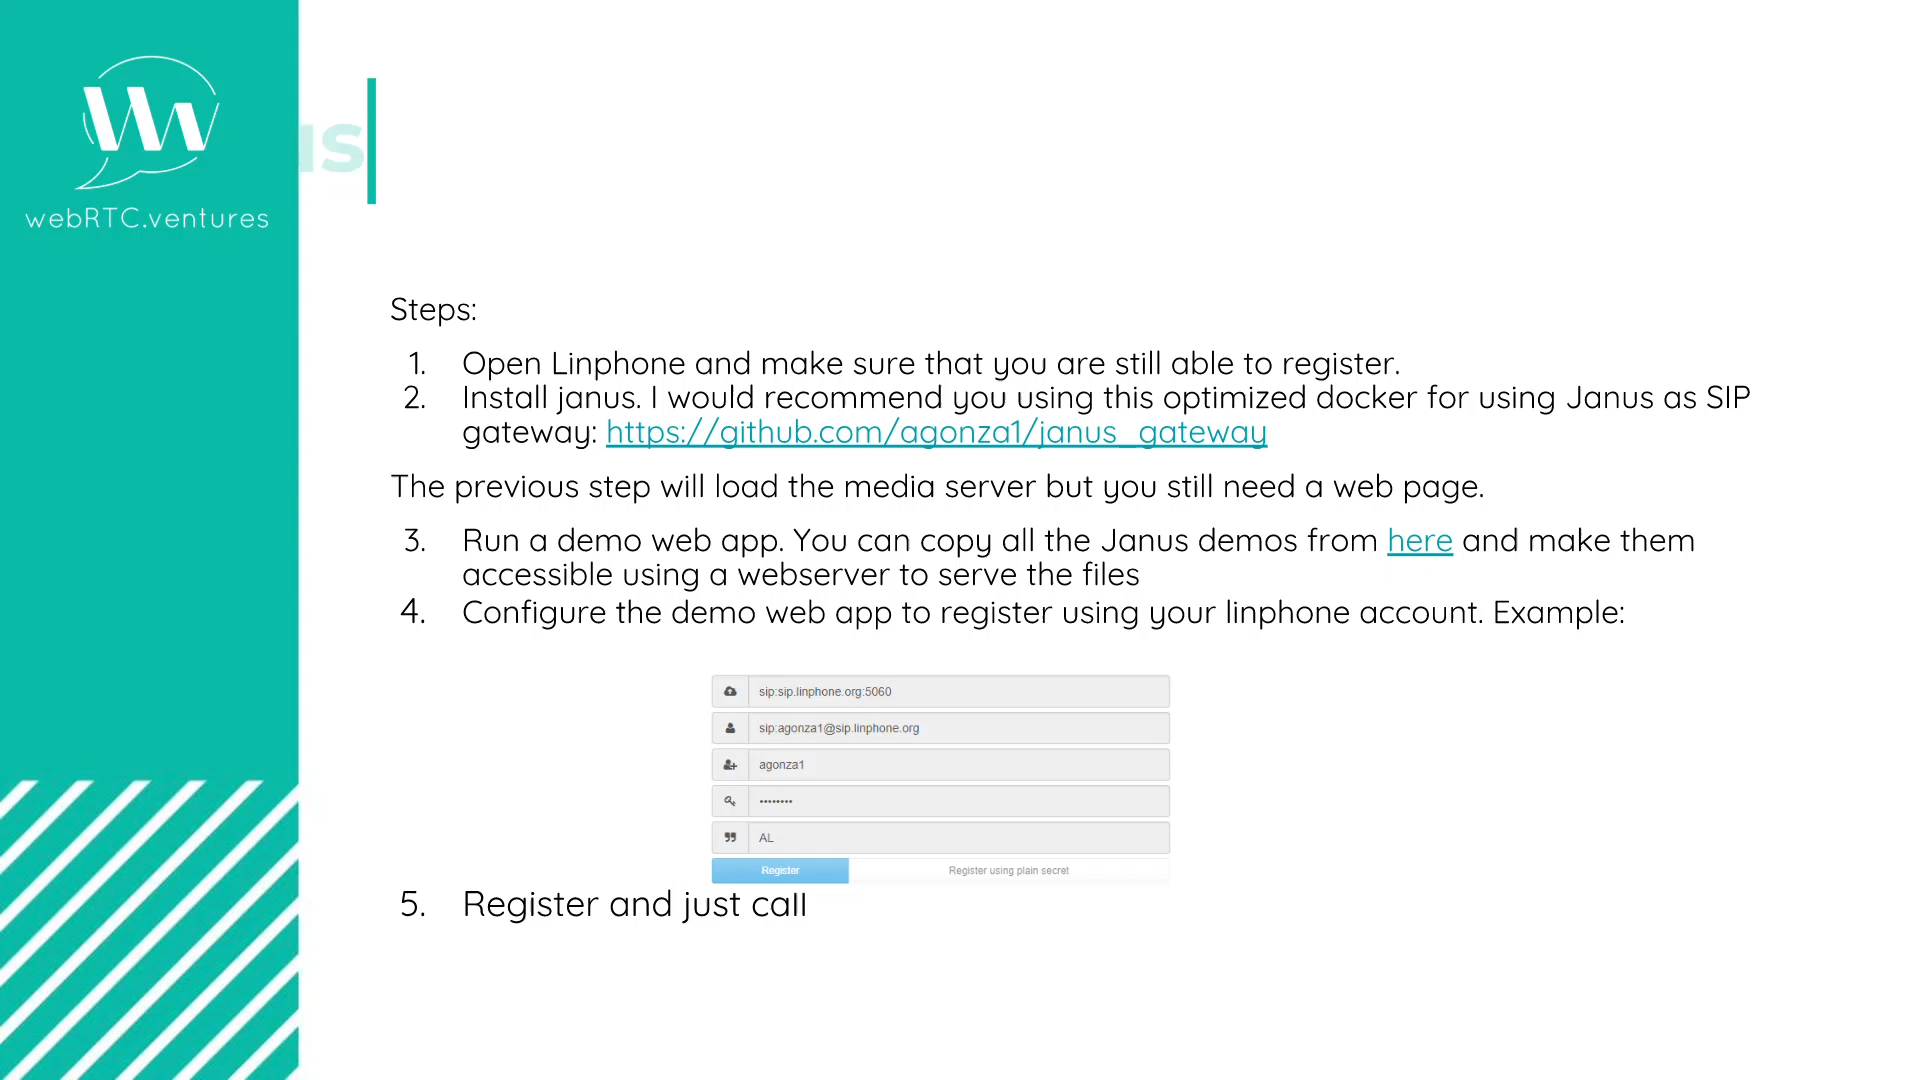 webRTC.ventures
us
Steps:
1. Open Linphone and make sure that you are still able to register.
2. Install janus. I would recommend you using this optimized docker for using Janus as SIP
gateway: https://github.com/agonza1/janus_gateway
The previous step will load the media server but you still need a web page.
3. Run a demo web app. You can copy all the Janus demos from here and make them
accessible using a webserver to serve the files
4. Configure the demo web app to register using your linphone account. Example:
sip:sip.linphone.org:5060
sip:agonza1@sip.linphone.org
agonza1
••••••••
AL
Register Register using plain secret
5. Register and just call